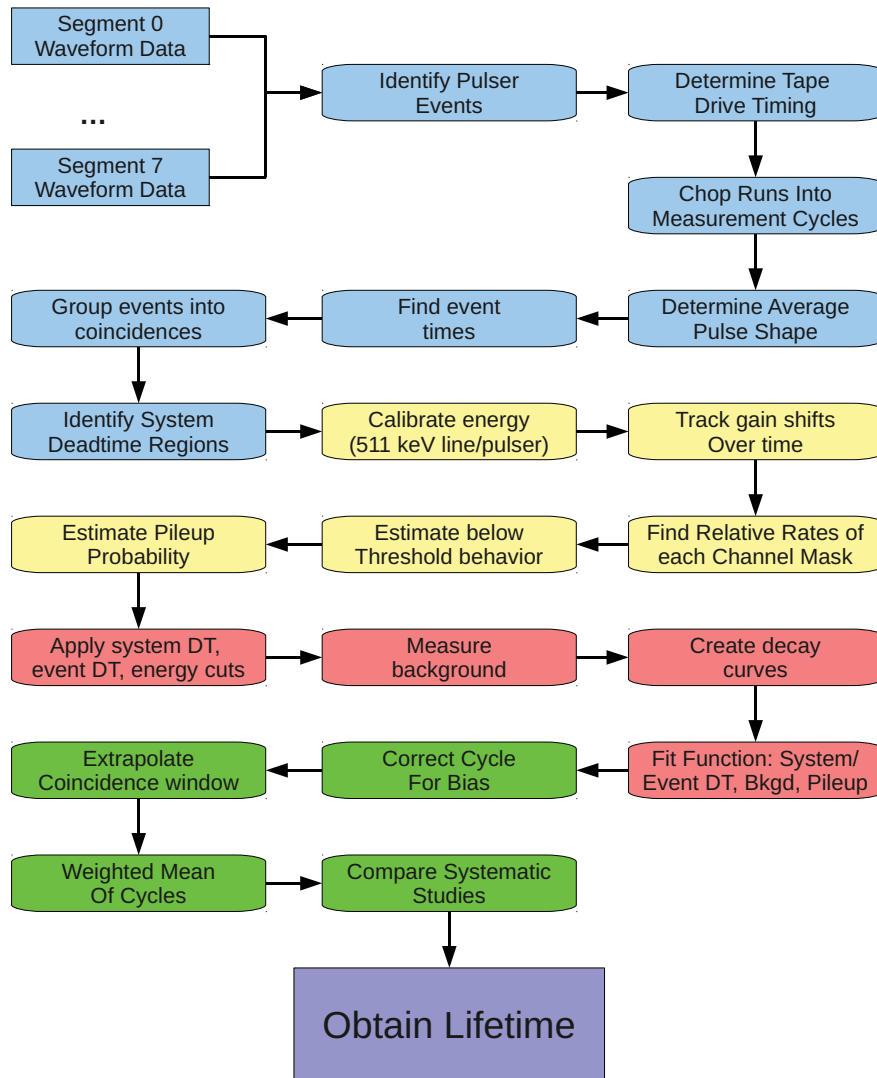 Segment 0
Waveform Data
...
Segment 7
Waveform Data
Identify Pulser
Events
Determine Tape
Drive Timing
Chop Runs Into
Measurement Cycles
Determine Average
Pulse Shape
Find event
times
Group events into
coincidences
Identify System
Deadtime Regions
Calibrate energy
(511 keV line/pulser)
Track gain shifts
Over time
Find Relative Rates of
each Channel Mask
Estimate below
Threshold behavior
Estimate Pileup
Probability
Apply system DT,
event DT, energy cuts
Measure
background
Create decay
curves
Fit Function: System/
Event DT, Bkgd, Pileup
Correct Cycle
For Bias
Extrapolate
Coincidence window
Weighted Mean
Of Cycles
Compare Systematic
Studies
Obtain Lifetime